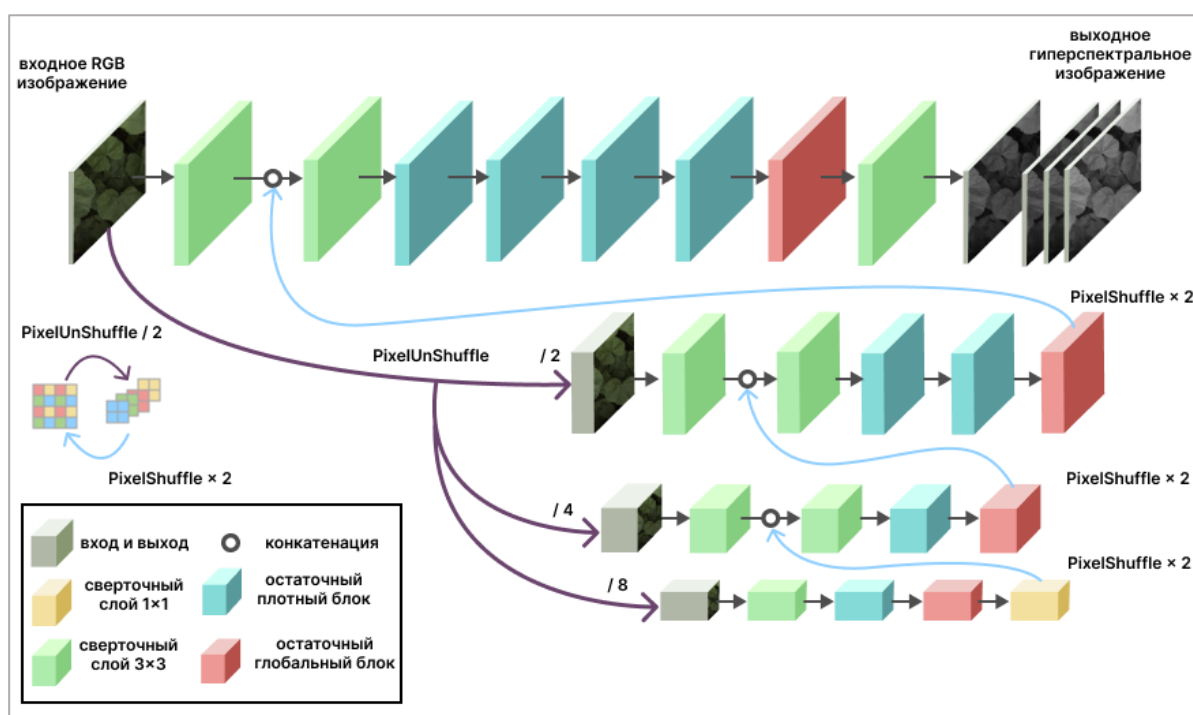 входное RGB
изображение
выходное
гиперспектральное
изображение
PixelShuffle × 2
PixelUnShuffle / 2
PixelUnShuffle
/ 2
PixelShuffle × 2
PixelShuffle × 2
/ 4
PixelShuffle × 2
/ 8
вход и выход
конкатенация
сверточный
слой 1×1
остаточный
плотный блок
сверточный
слой 3×3
остаточный
глобальный блок